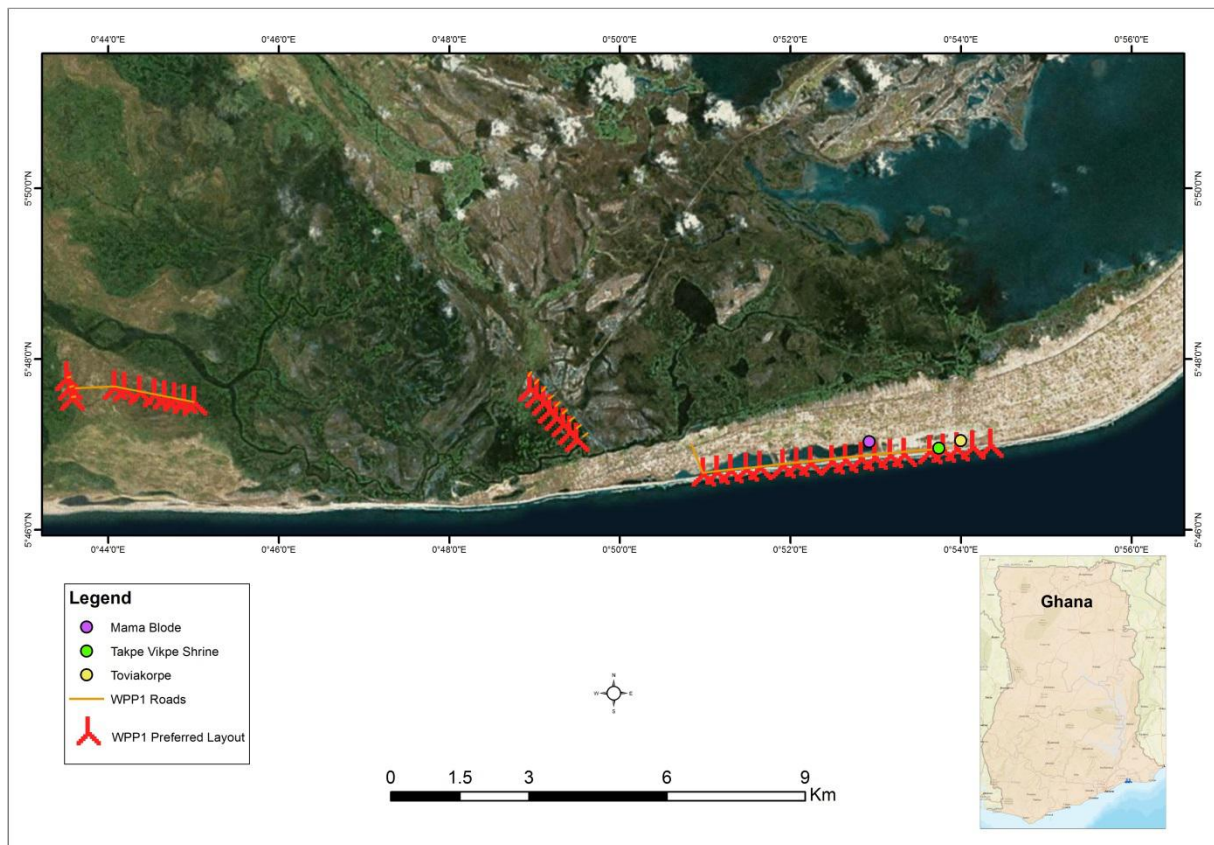 0°44'0"E 0°46'0"E 0°48'0"E 0°50'0"E 0°52'0"E 0°54'0"E 0°56'0"E
5°50'0"N 5°50'0"N
5°48'0"N 5°48'0"N
5°46'0"N 5°46'0"N
0°44'0"E 0°46'0"E 0°48'0"E 0°50'0"E 0°52'0"E 0°54'0"E 0°56'0"E
Legend
Mama Blode
Takpe Vikpe Shrine
Toviakorpe
WPP1 Roads
WPP1 Preferred Layout
N
W E
S
0 1.5 3 6 9
Km
Ghana